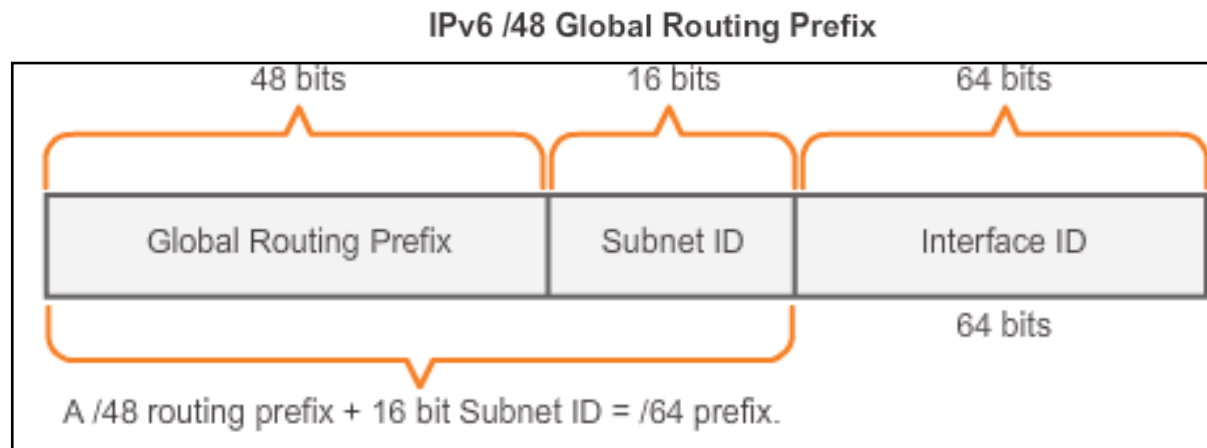 IPv6 /48 Global Routing Prefix
48 bits 16 bits 64 bits
Global Routing Prefix Subnet ID Interface ID
64 bits
A /48 routing prefix + 16 bit Subnet ID = /64 prefix.